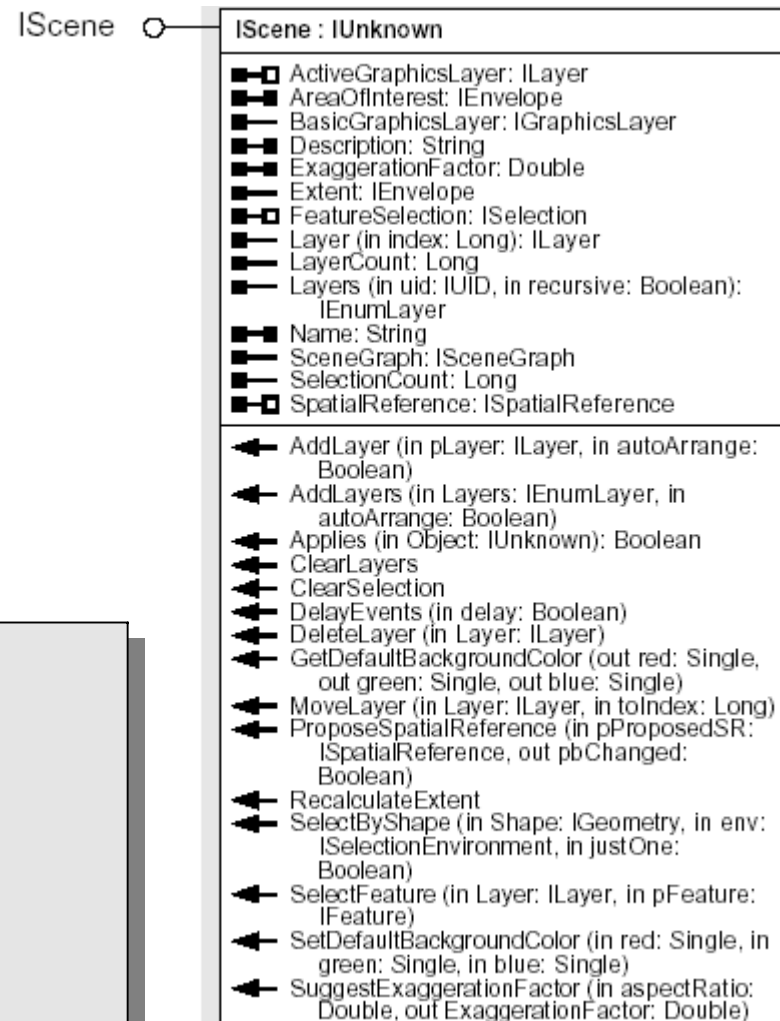 IScene
IScene : IUnknown
ActiveGraphicsLayer: ILayer
AreaOfInterest: IEnvelope
BasicGraphicsLayer: IGraphicsLayer
Description: String
ExaggerationFactor: Double
Extent: IEnvelope
FeatureSelection: ISelection
Layer (in index: Long): ILayer
LayerCount: Long
Layers (in uid: IUID, in recursive: Boolean):
IEnumLayer
Name: String
SceneGraph: ISceneGraph
SelectionCount: Long
SpatialReference: ISpatialReference
AddLayer (in pLayer: ILayer, in autoArrange:
Boolean)
AddLayers (in Layers: IEnumLayer, in
autoArrange: Boolean)
Applies (in Object: IUnknown): Boolean
ClearLayers
ClearSelection
DelayEvents (in delay: Boolean)
DeleteLayer (in Layer: ILayer)
GetDefaultBackgroundColor (out red: Single,
out green: Single, out blue: Single)
MoveLayer (in Layer: ILayer, in toIndex: Long)
ProposeSpatialReference (in pProposedSR:
ISpatialReference, out pbChanged:
Boolean)
RecalculateExtent
SelectByShape (in Shape: IGeometry, in env:
ISelectionEnvironment, in justOne:
Boolean)
SelectFeature (in Layer: ILayer, in pFeature:
IFeature)
SetDefaultBackgroundColor (in red: Single, in
green: Single, in blue: Single)
SuggestExaggerationFactor (in aspectRatio:
Double, out ExaggerationFactor: Double)